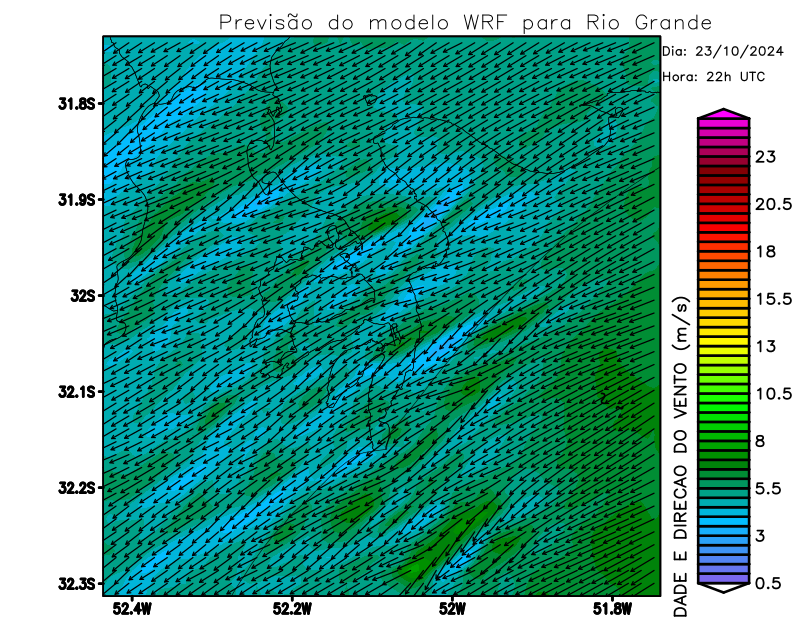 Previsão do modelo WRF para Rio Grande
Dia: 23/10/2024
Hora: 22h UTC
31.8S
31.9S
32S
32.1S
32.2S
32.3S
52.4W
52.2W
52W
51.8W
23
20.5
18
15.5
13
10.5
8
5.5
3
0.5
DADE E DIRECAO DO VENTO (m/s)